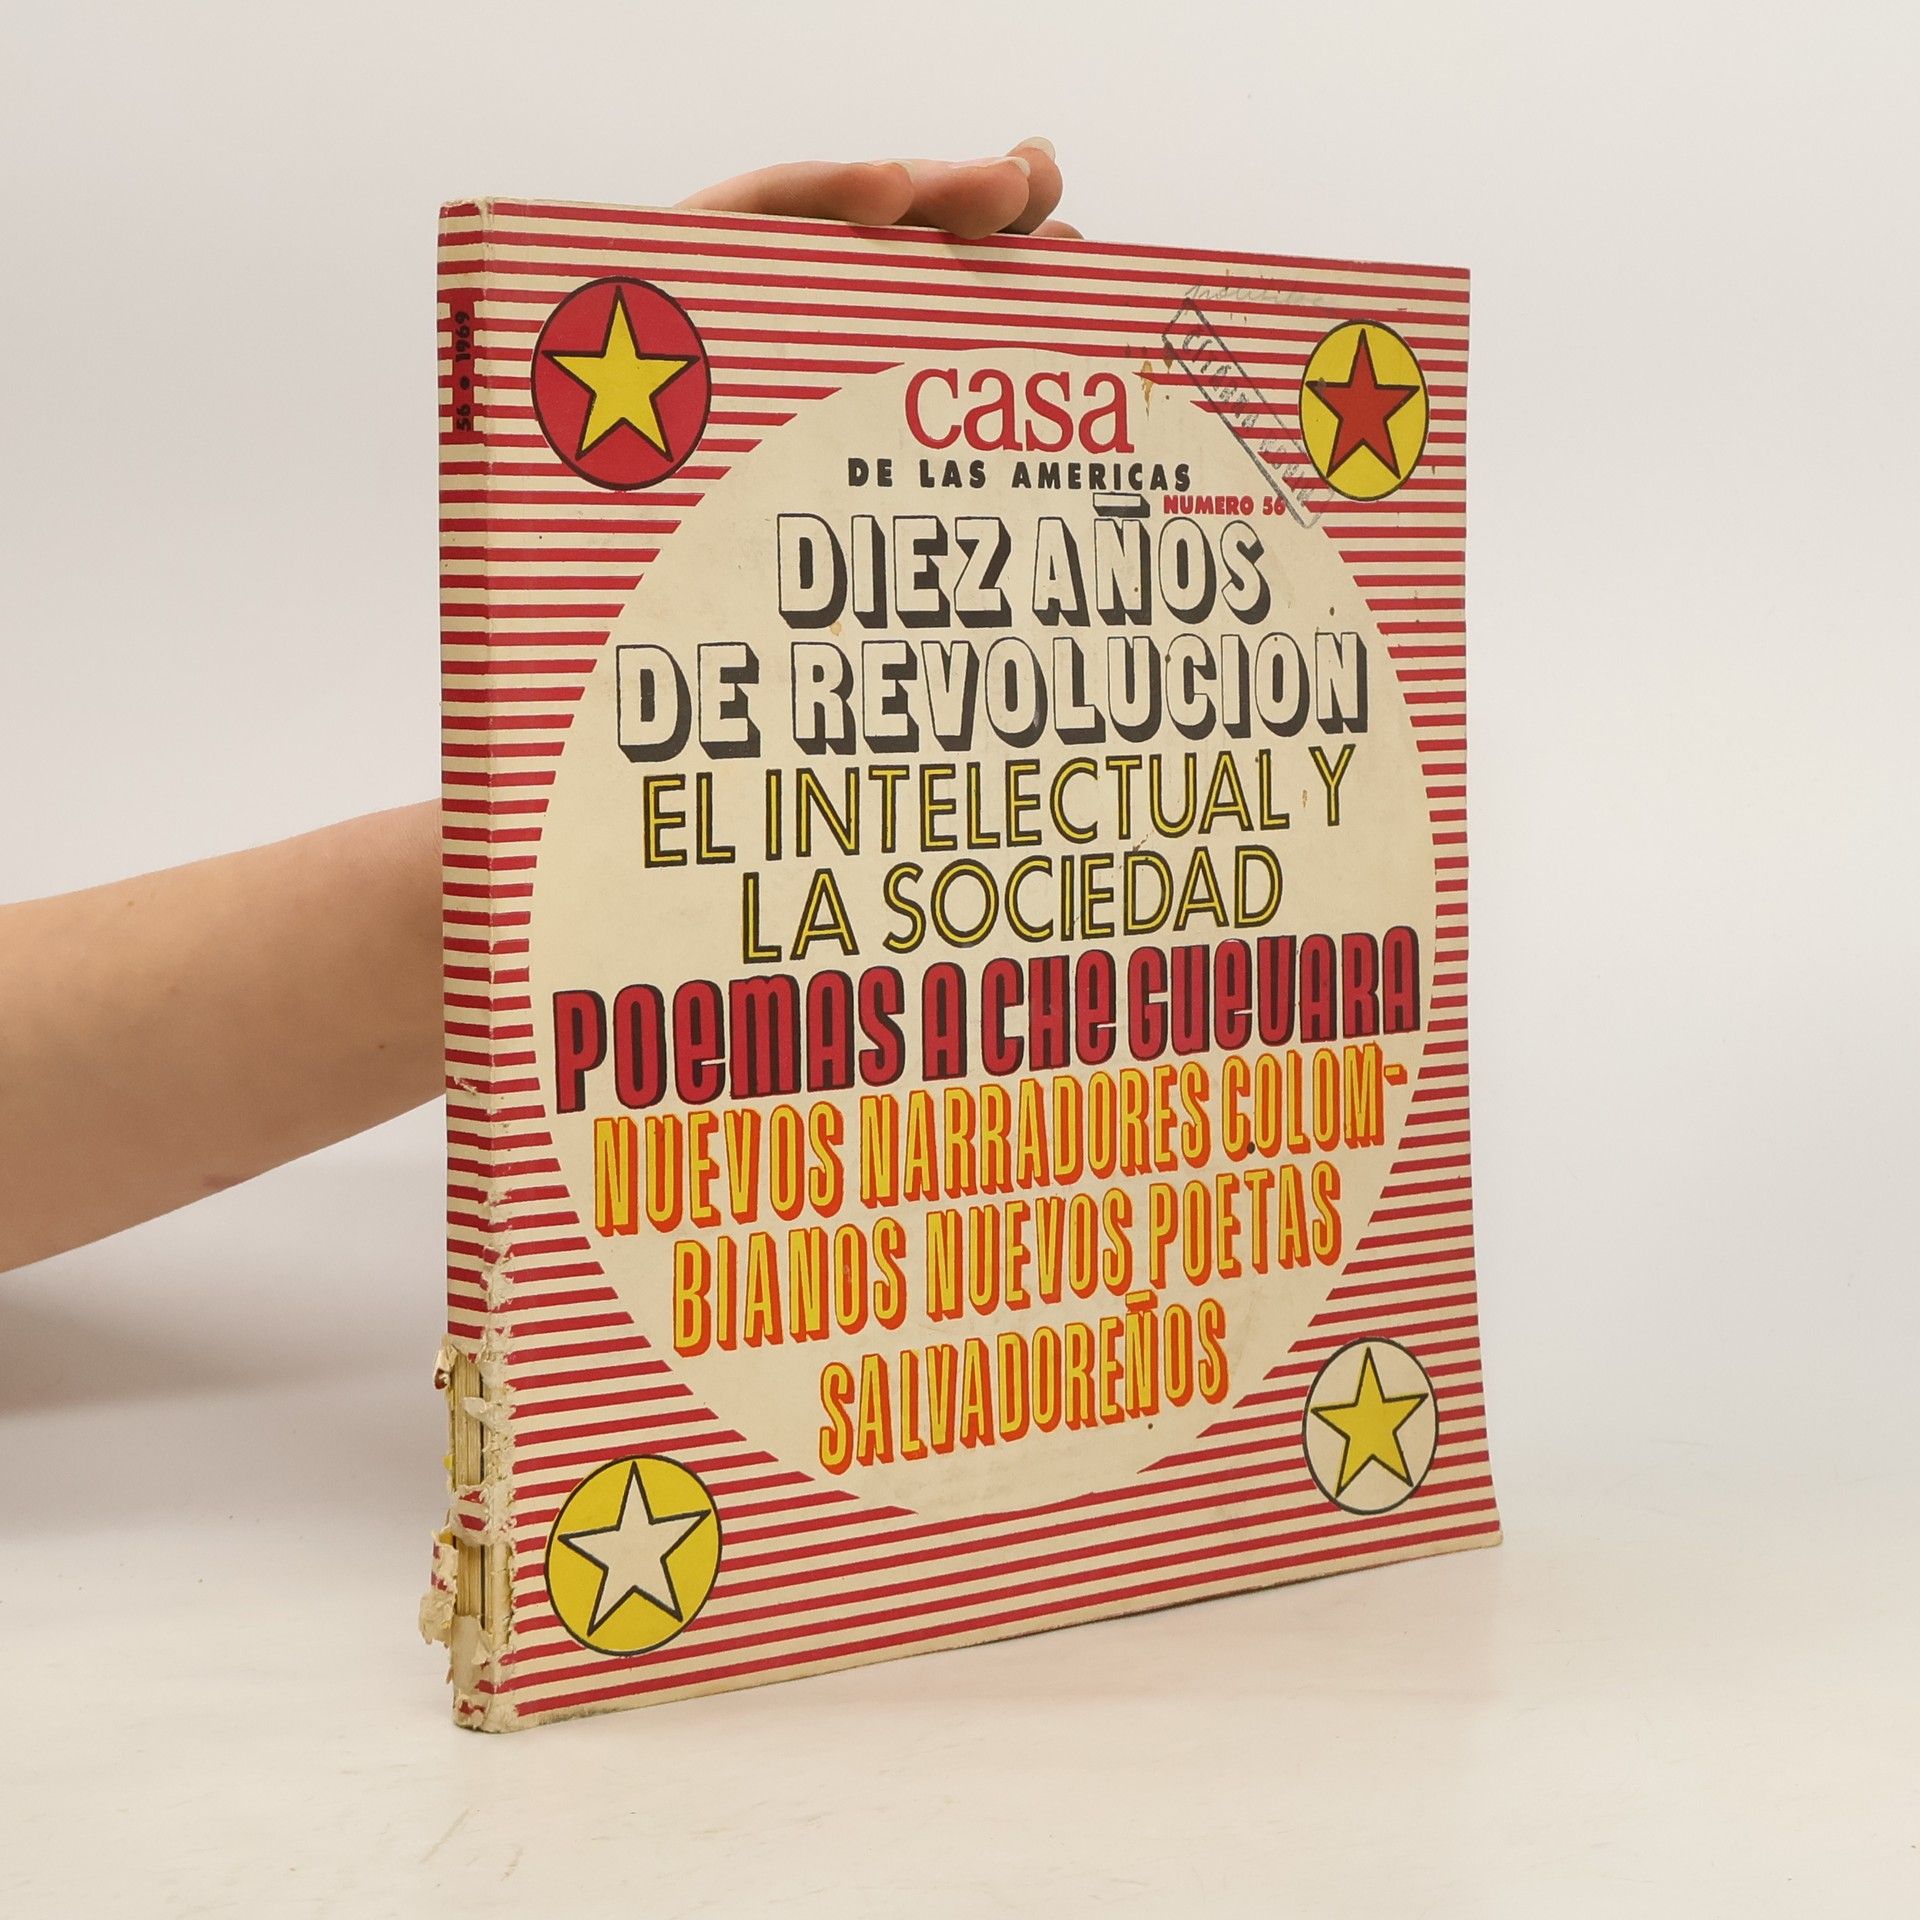 casa
DE LAS AMERICAS
NUMERO 56
DIEZ AÑOS
DE REVOLUCION
EL INTELECTUAL Y
LA SOCIEDAD
POEMAS A CHE GUEVARA
NUEVOS NARRADORES COLOM-
BIANOS NUEVOS POETAS
SALVADOREÑOS
56 • 1969